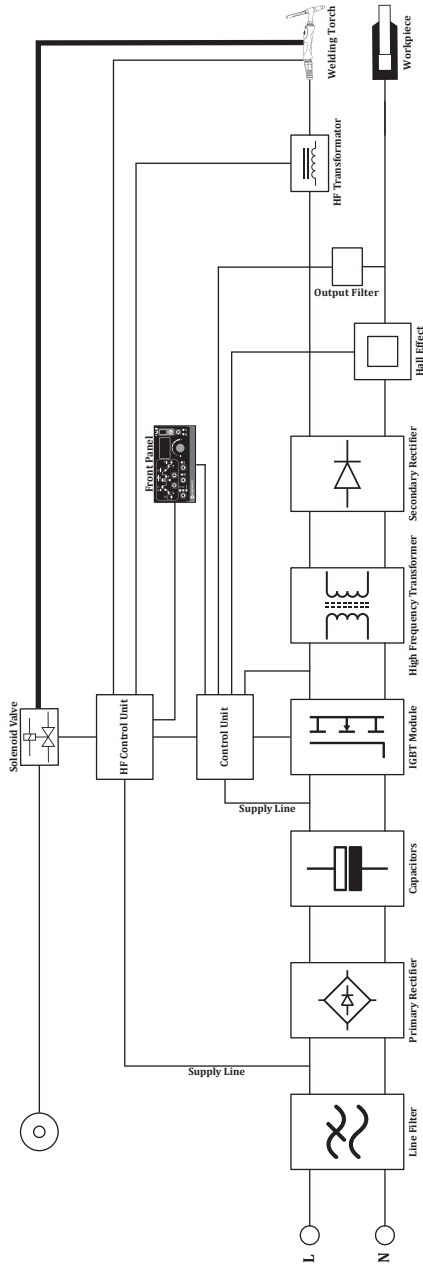 Solenoid Valve
Welding Torch
Workpiece
HF Transformator
Output Filter
Hall Effect
Front Panel
HF Control Unit
Control Unit
Supply Line
Supply Line
L
N
Line Filter
Primary Rectifier
Capacitors
IGBT Module
High Frequency Transformer
Secondary Rectifier